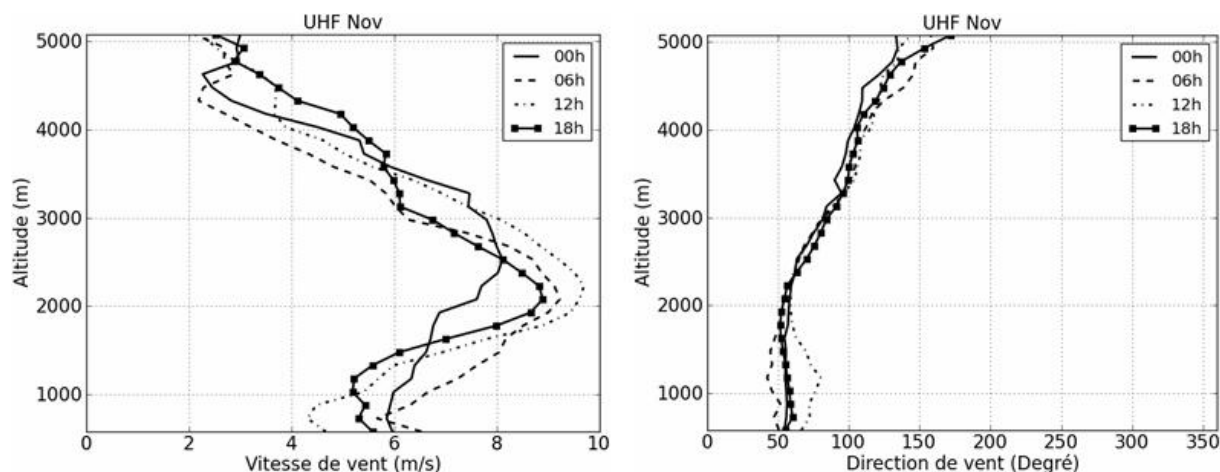 UHF Nov
5000
4000
3000
2000
1000
Altitude (m)
00h
06h
12h
18h
0 2 4 6 8 10
Vitesse de vent (m/s)
UHF Nov
5000
4000
3000
2000
1000
Altitude (m)
00h
06h
12h
18h
0 50 100 150 200 250 300 350
Direction de vent (Degré)